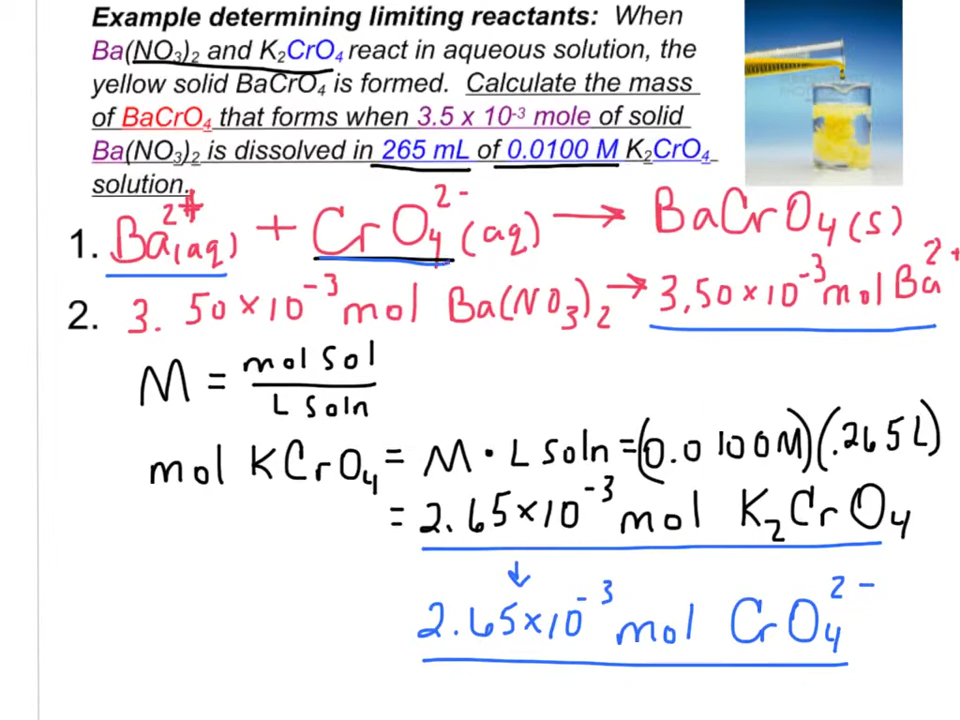 Example determining limiting reactants: When
Ba(NO₃)₂ and K₂CrO₄ react in aqueous solution, the
yellow solid BaCrO₄ is formed. Calculate the mass
of BaCrO₄ that forms when 3.5 x 10⁻³ mole of solid
Ba(NO₃)₂ is dissolved in 265 mL of 0.0100 M K₂CrO₄
solution.
1. Ba²⁺(aq) + CrO₄²⁻(aq) → BaCrO₄(s)
2. 3.50×10⁻³ mol Ba(NO₃)₂ → 3.50×10⁻³ mol Ba²⁺
M = mol Sol / L Soln
mol KCrO₄ = M · L Soln = (0.0100M)(.265L)
= 2.65×10⁻³ mol K₂CrO₄
↓
2.65×10⁻³ mol CrO₄²⁻